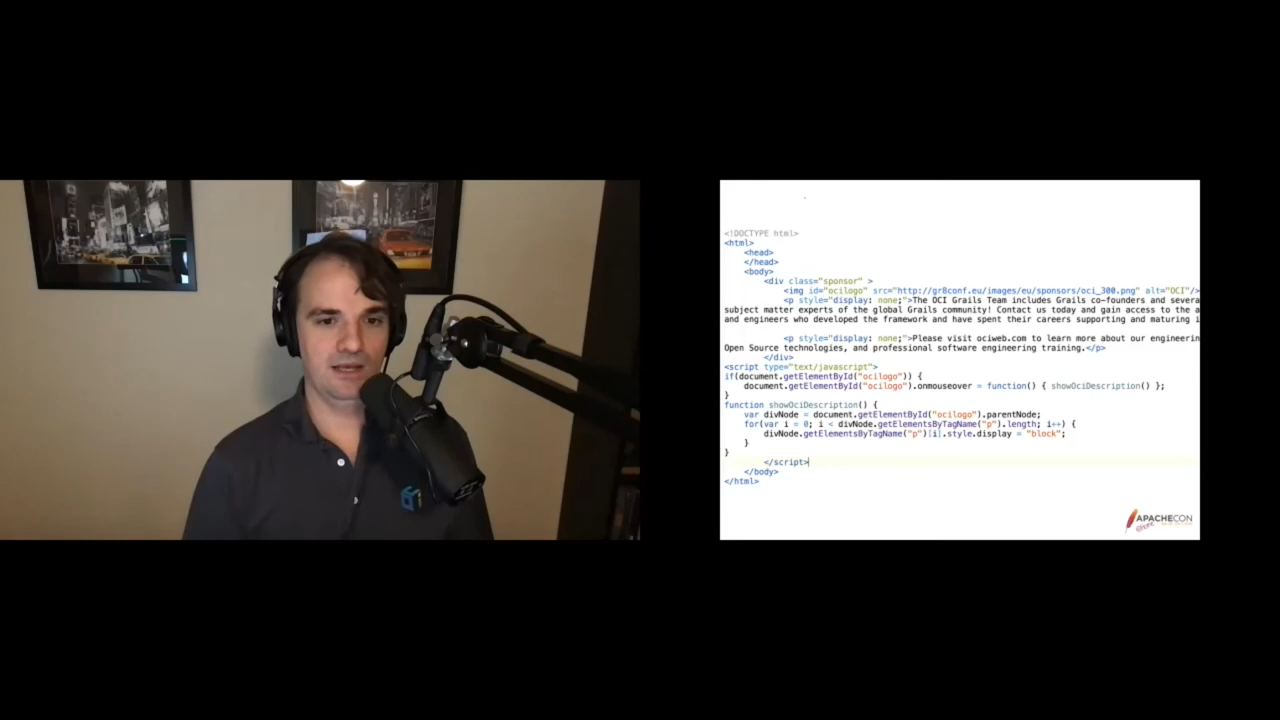 <!DOCTYPE html>
<html>
<head>
</head>
<body>
<div class="sponsor" >
<img id="ocilogo" src="http://gr8conf.eu/images/eu/sponsors/oci_300.png" alt="OCI"/>
<p style="display: none;">The OCI Grails Team includes Grails co-founders and severa
subject matter experts of the global Grails community! Contact us today and gain access to the a
and engineers who developed the framework and have spent their careers supporting and maturing i
<p style="display: none;">Please visit ociweb.com to learn more about our engineerin
Open Source technologies, and professional software engineering training.</p>
</div>
<script type="text/javascript">
if(document.getElementById("ocilogo")) {
document.getElementById("ocilogo").onmouseover = function() { showOciDescription() };
}
function showOciDescription() {
var divNode = document.getElementById("ocilogo").parentNode;
for(var i = 0; i < divNode.getElementsByTagName("p").length; i++) {
divNode.getElementsByTagName("p")[i].style.display = "block";
}
}
</script>
</body>
</html>
APACHECON
@Home